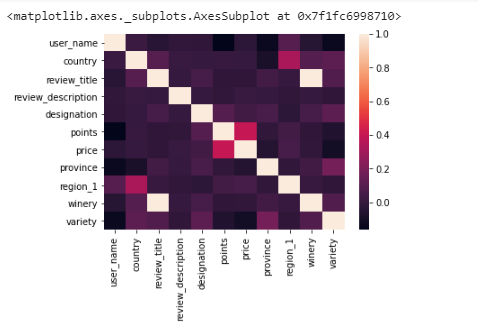 <matplotlib.axes._subplots.AxesSubplot at 0x7f1fc6998710>
user_name
country
review_title
review_description
designation
points
price
province
region_1
winery
variety
user_name
country
review_title
review_description
designation
points
price
province
region_1
winery
variety
1.0
0.8
0.6
0.4
0.2
0.0